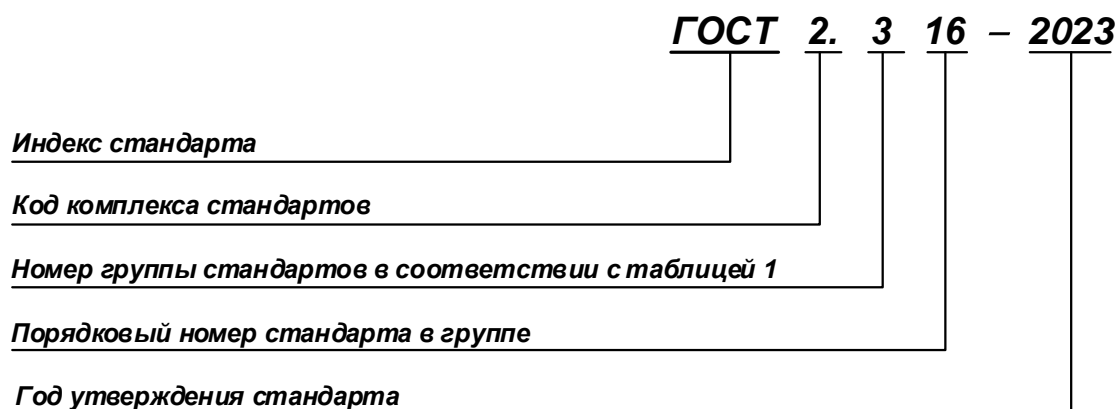 ГОСТ 2. 3 16 – 2023
Индекс стандарта
Код комплекса стандартов
Номер группы стандартов в соответствии с таблицей 1
Порядковый номер стандарта в группе
Год утверждения стандарта